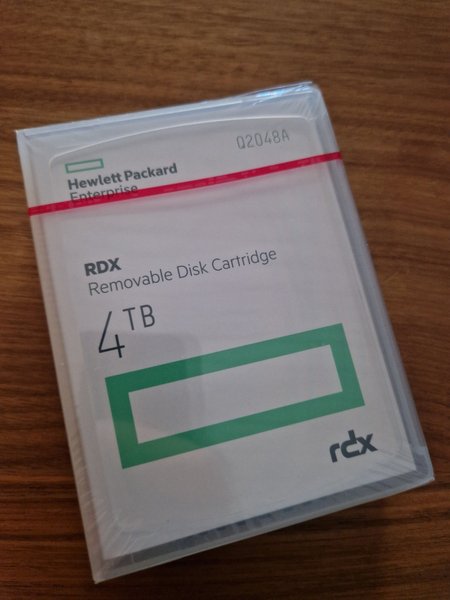 Q2048A
Hewlett Packard
Enterprise
RDX
Removable Disk Cartridge
4TB
rdx